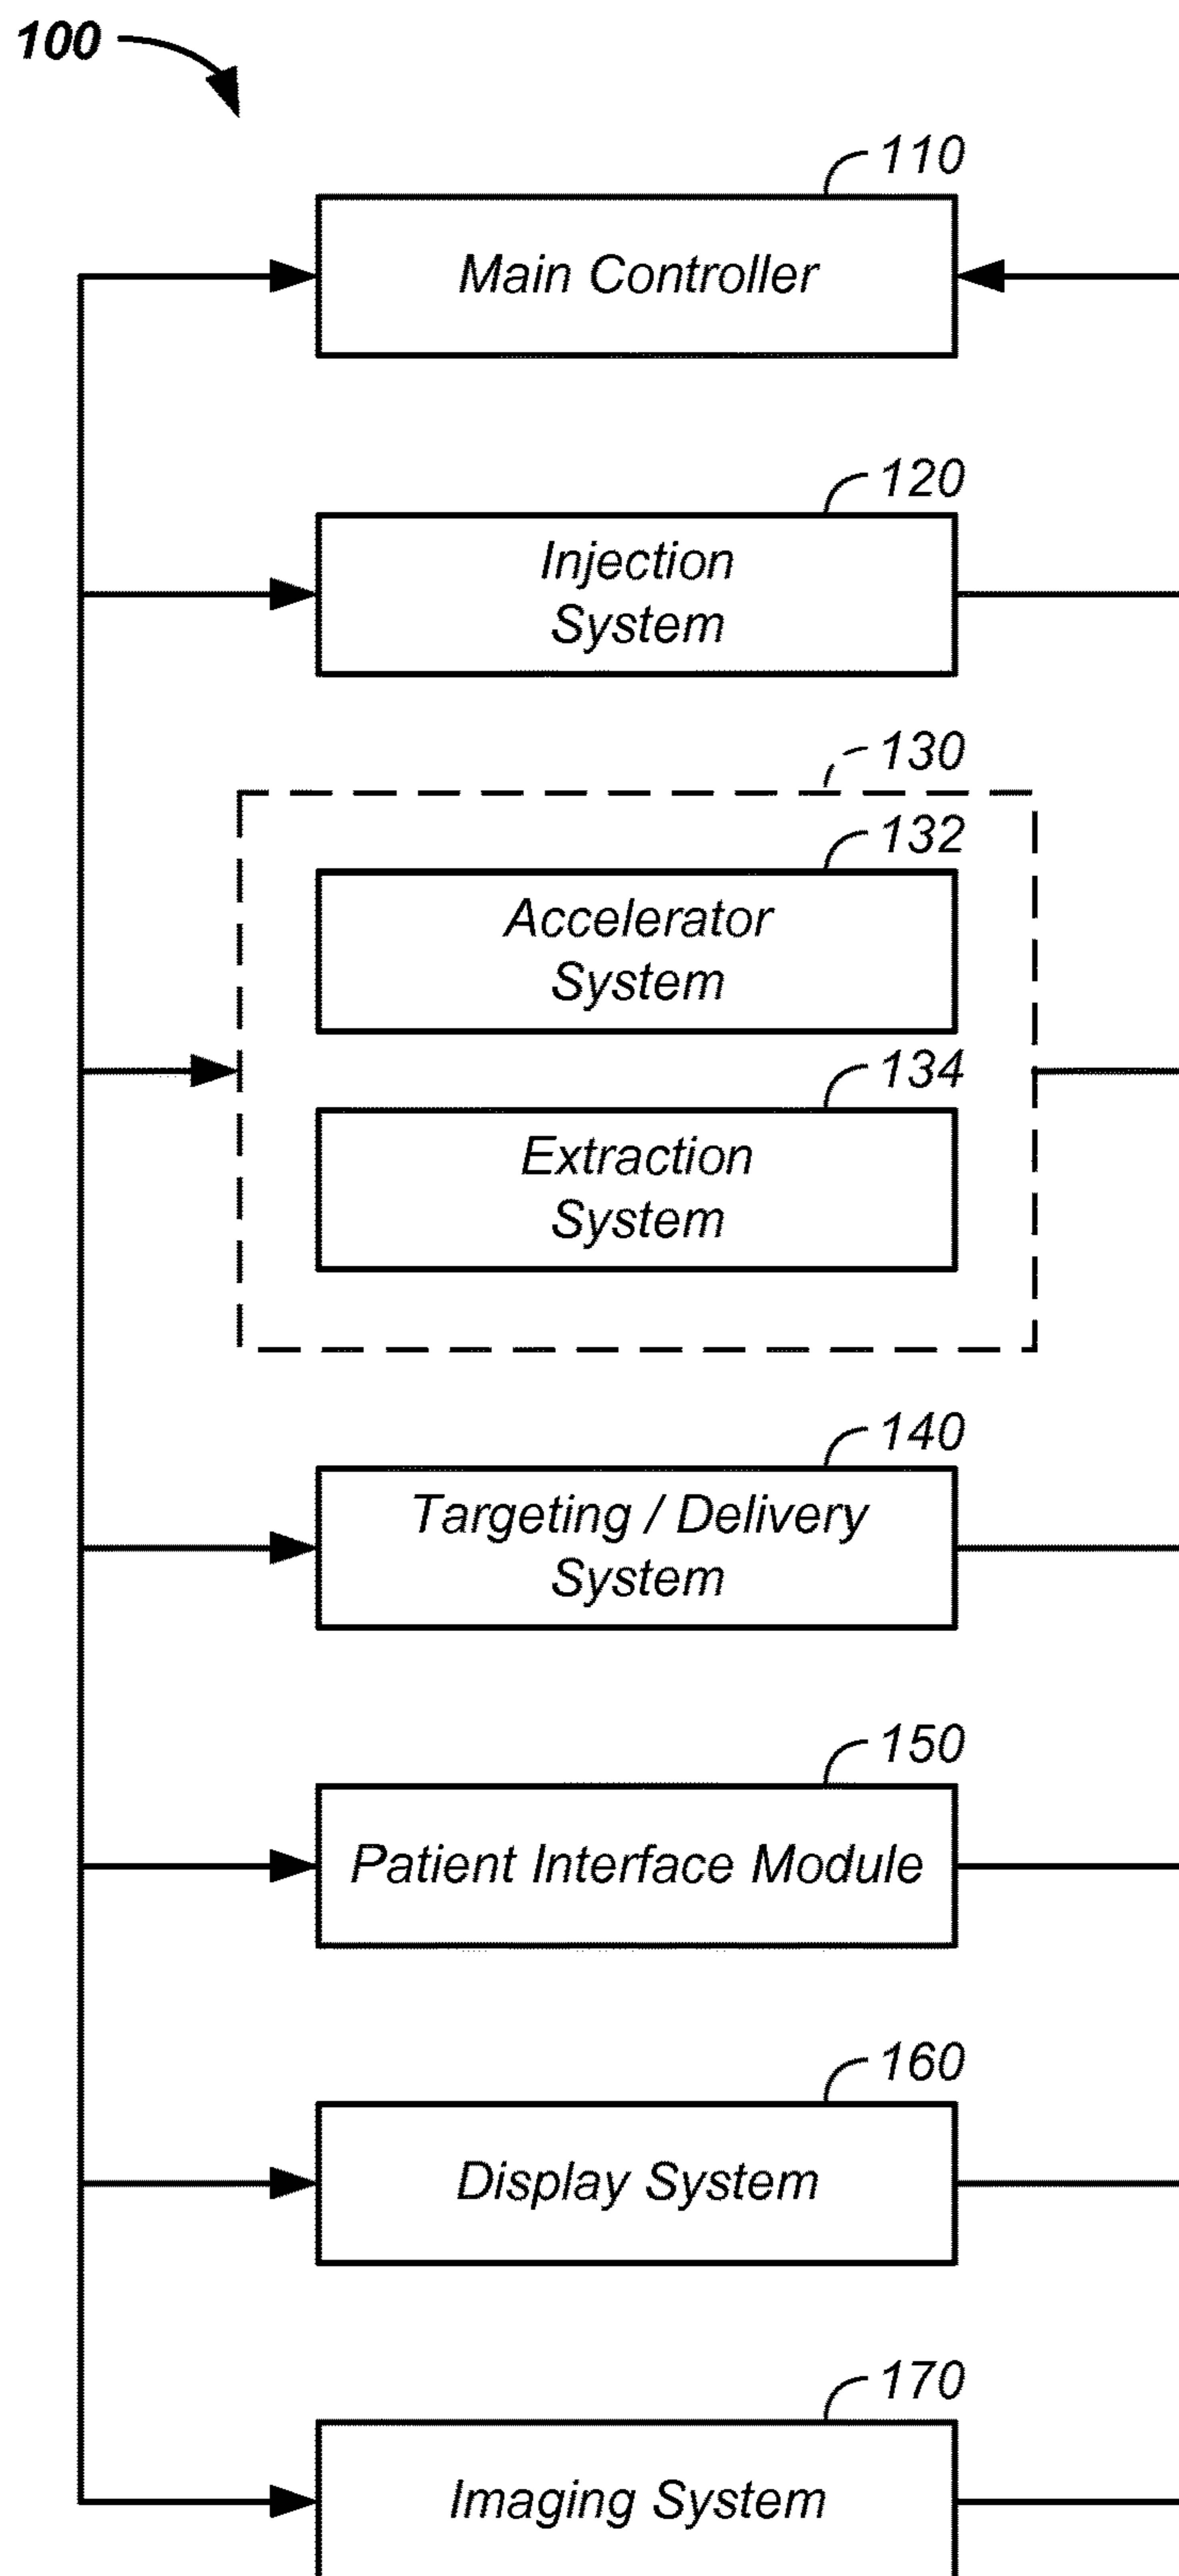 100
110
Main Controller
120
Injection
System
130
132
Accelerator
System
134
Extraction
System
140
Targeting / Delivery
System
150
Patient Interface Module
160
Display System
170
Imaging System